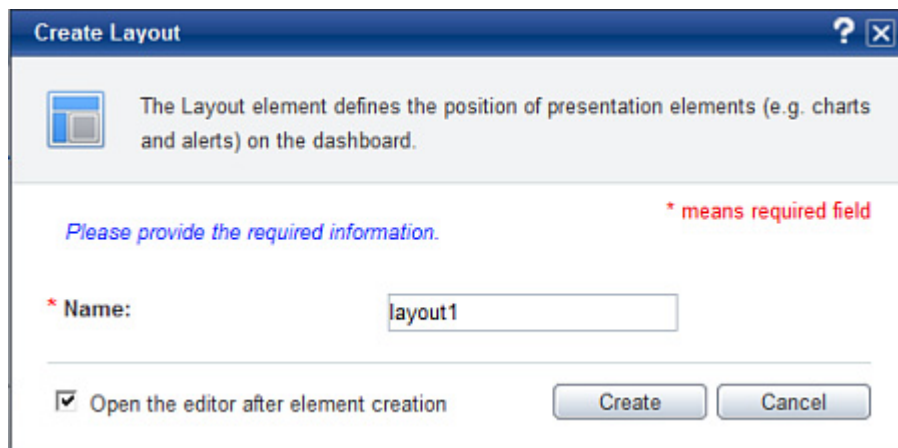 Create Layout ?
The Layout element defines the position of presentation elements (e.g. charts
and alerts) on the dashboard.
* means required field
Please provide the required information.
* Name: layout1
Open the editor after element creation Create Cancel